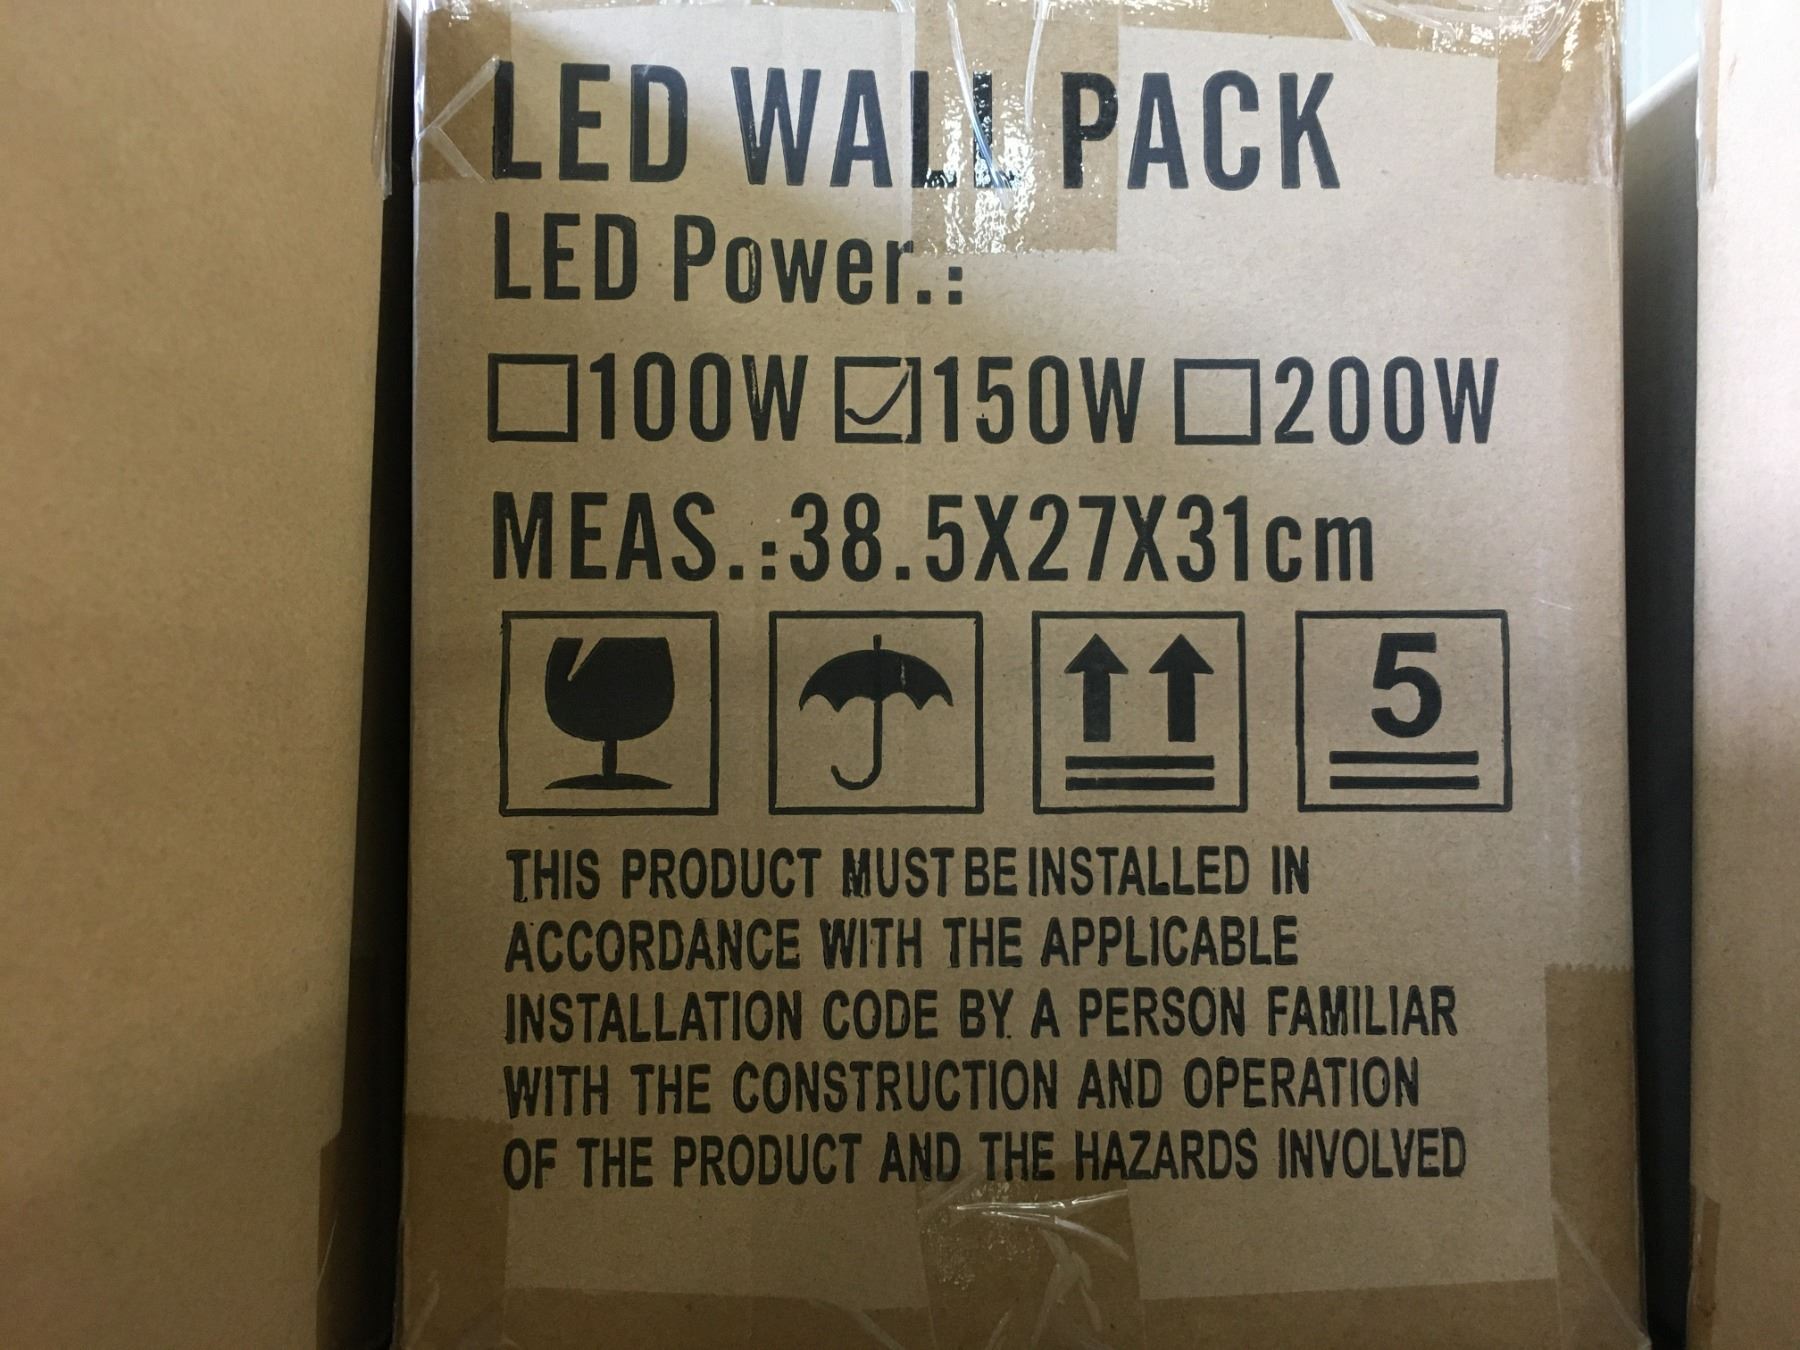 LED WALL PACK
LED Power.:
□100W ☑150W □200W
MEAS.:38.5X27X31cm
5
THIS PRODUCT MUST BE INSTALLED IN
ACCORDANCE WITH THE APPLICABLE
INSTALLATION CODE BY A PERSON FAMILIAR
WITH THE CONSTRUCTION AND OPERATION
OF THE PRODUCT AND THE HAZARDS INVOLVED